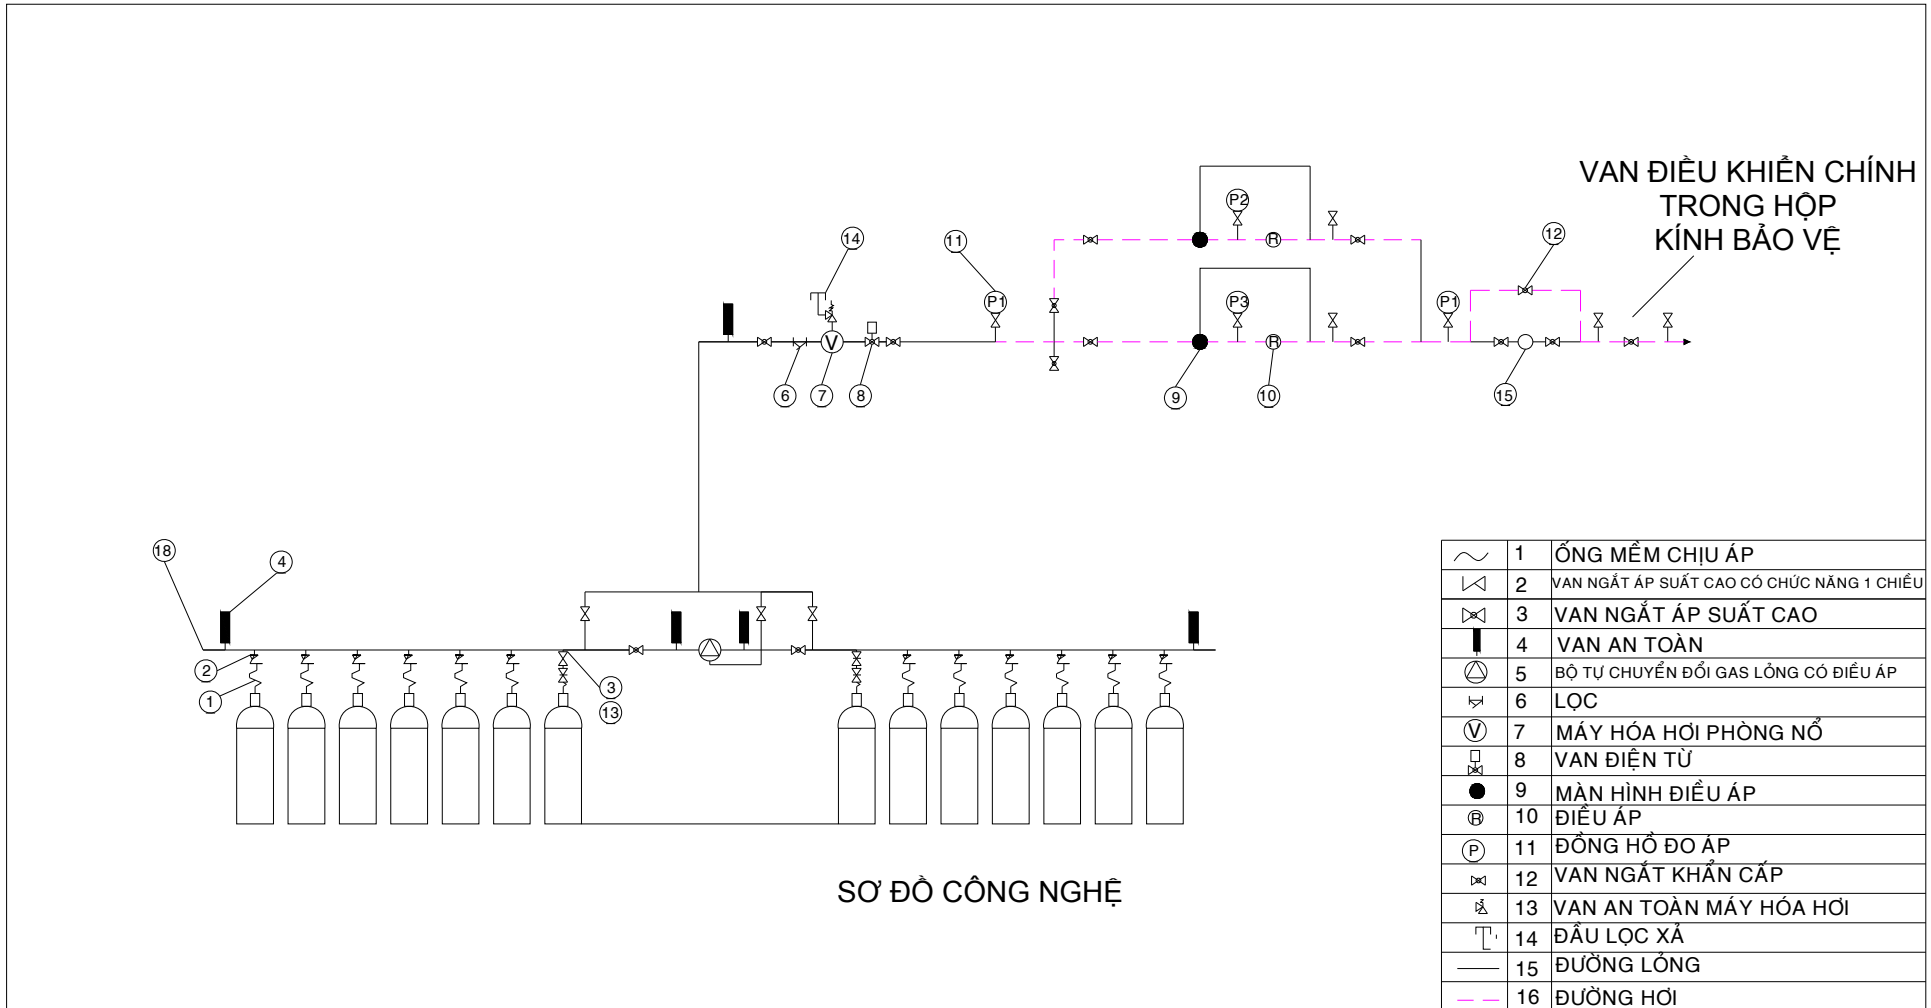 VAN ĐIỀU KHIỂN CHÍNH
TRONG HỘP
KÍNH BẢO VỆ
P2
R
14
11
12
P1
P3
P1
V
R
6
7
8
9
10
15
18
4
2
1
3
13
SƠ ĐỒ CÔNG NGHỆ
1 ỐNG MỀM CHỊU ÁP
2 VAN NGẮT ÁP SUẤT CAO CÓ CHỨC NĂNG 1 CHIỀU
3 VAN NGẮT ÁP SUẤT CAO
4 VAN AN TOÀN
5 BỘ TỰ CHUYỂN ĐỔI GAS LỎNG CÓ ĐIỀU ÁP
6 LỌC
V 7 MÁY HÓA HƠI PHÒNG NỔ
8 VAN ĐIỆN TỪ
9 MÀN HÌNH ĐIỀU ÁP
R 10 ĐIỀU ÁP
P 11 ĐỒNG HỒ ĐO ÁP
12 VAN NGẮT KHẨN CẤP
13 VAN AN TOÀN MÁY HÓA HƠI
14 ĐẦU LỌC XẢ
15 ĐƯỜNG LỎNG
16 ĐƯỜNG HƠI